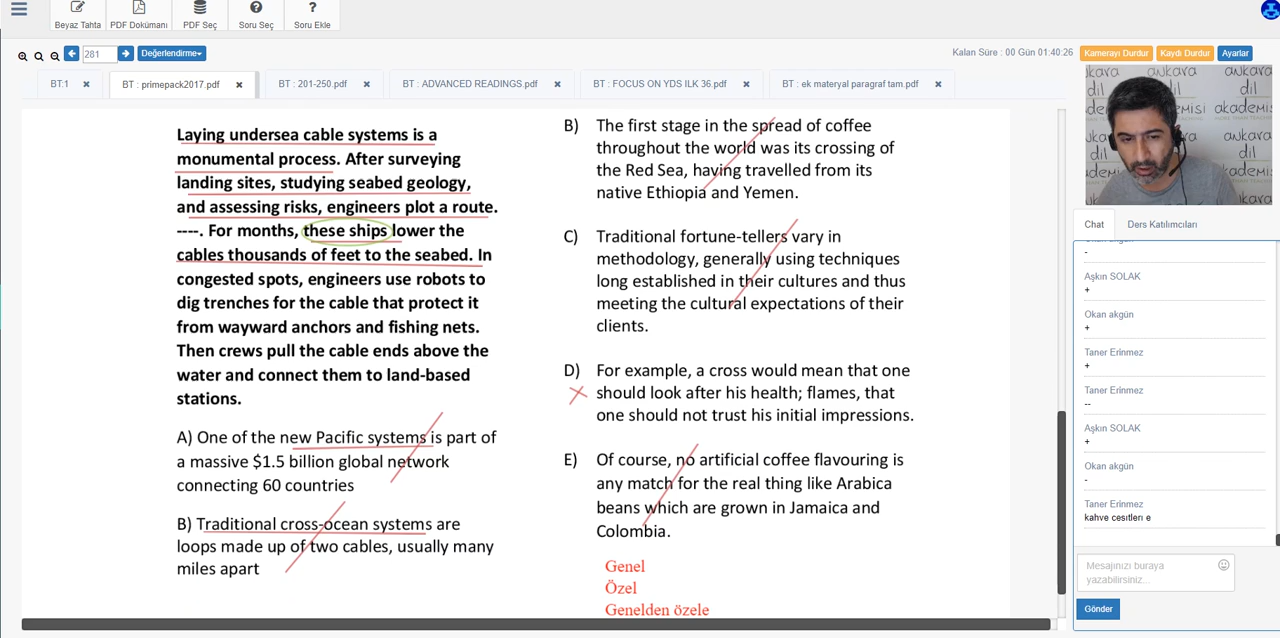 Beyaz Tahta
PDF Dokümanı
PDF Seç
Soru Seç
Soru Ekle
281
Değerlendirme
Kalan Süre : 00 Gün 01:40:26
Kamerayı Durdur
Kaydı Durdur
Ayarlar
BT:1
BT : primepack2017.pdf
BT : 201-250.pdf
BT : ADVANCED READINGS.pdf
BT : FOCUS ON YDS ILK 36.pdf
BT : ek materyal paragraf tam.pdf
Laying undersea cable systems is a
monumental process. After surveying
landing sites, studying seabed geology,
and assessing risks, engineers plot a route.
----. For months, these ships lower the
cables thousands of feet to the seabed. In
congested spots, engineers use robots to
dig trenches for the cable that protect it
from wayward anchors and fishing nets.
Then crews pull the cable ends above the
water and connect them to land-based
stations.
A) One of the new Pacific systems is part of
a massive $1.5 billion global network
connecting 60 countries
B) Traditional cross-ocean systems are
loops made up of two cables, usually many
miles apart
B) The first stage in the spread of coffee
throughout the world was its crossing of
the Red Sea, having travelled from its
native Ethiopia and Yemen.
C) Traditional fortune-tellers vary in
methodology, generally using techniques
long established in their cultures and thus
meeting the cultural expectations of their
clients.
D) For example, a cross would mean that one
should look after his health; flames, that
one should not trust his initial impressions.
E) Of course, no artificial coffee flavouring is
any match for the real thing like Arabica
beans which are grown in Jamaica and
Colombia.
Genel
Özel
Genelden özele
ankara
dil
akademisi
Chat
Ders Katılımcıları
-
Aşkın SOLAK
+
Okan akgün
+
Taner Erinmez
+
Taner Erinmez
--
Aşkın SOLAK
+
Okan akgün
-
Taner Erinmez
kahve cesıtlerı e
Mesajınızı buraya
yazabilirsiniz...
Gönder